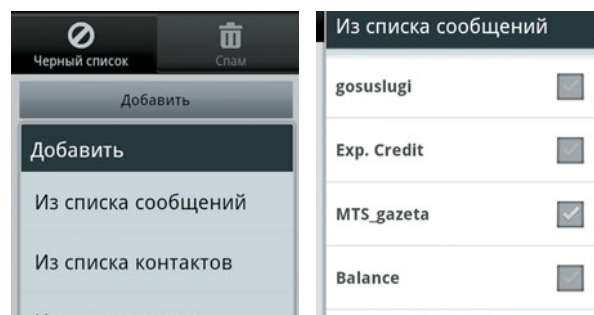 Черный список
Спам
Добавить
Добавить
Из списка сообщений
Из списка контактов
Из списка сообщений
gosuslugi
Exp. Credit
MTS_gazeta
Balance